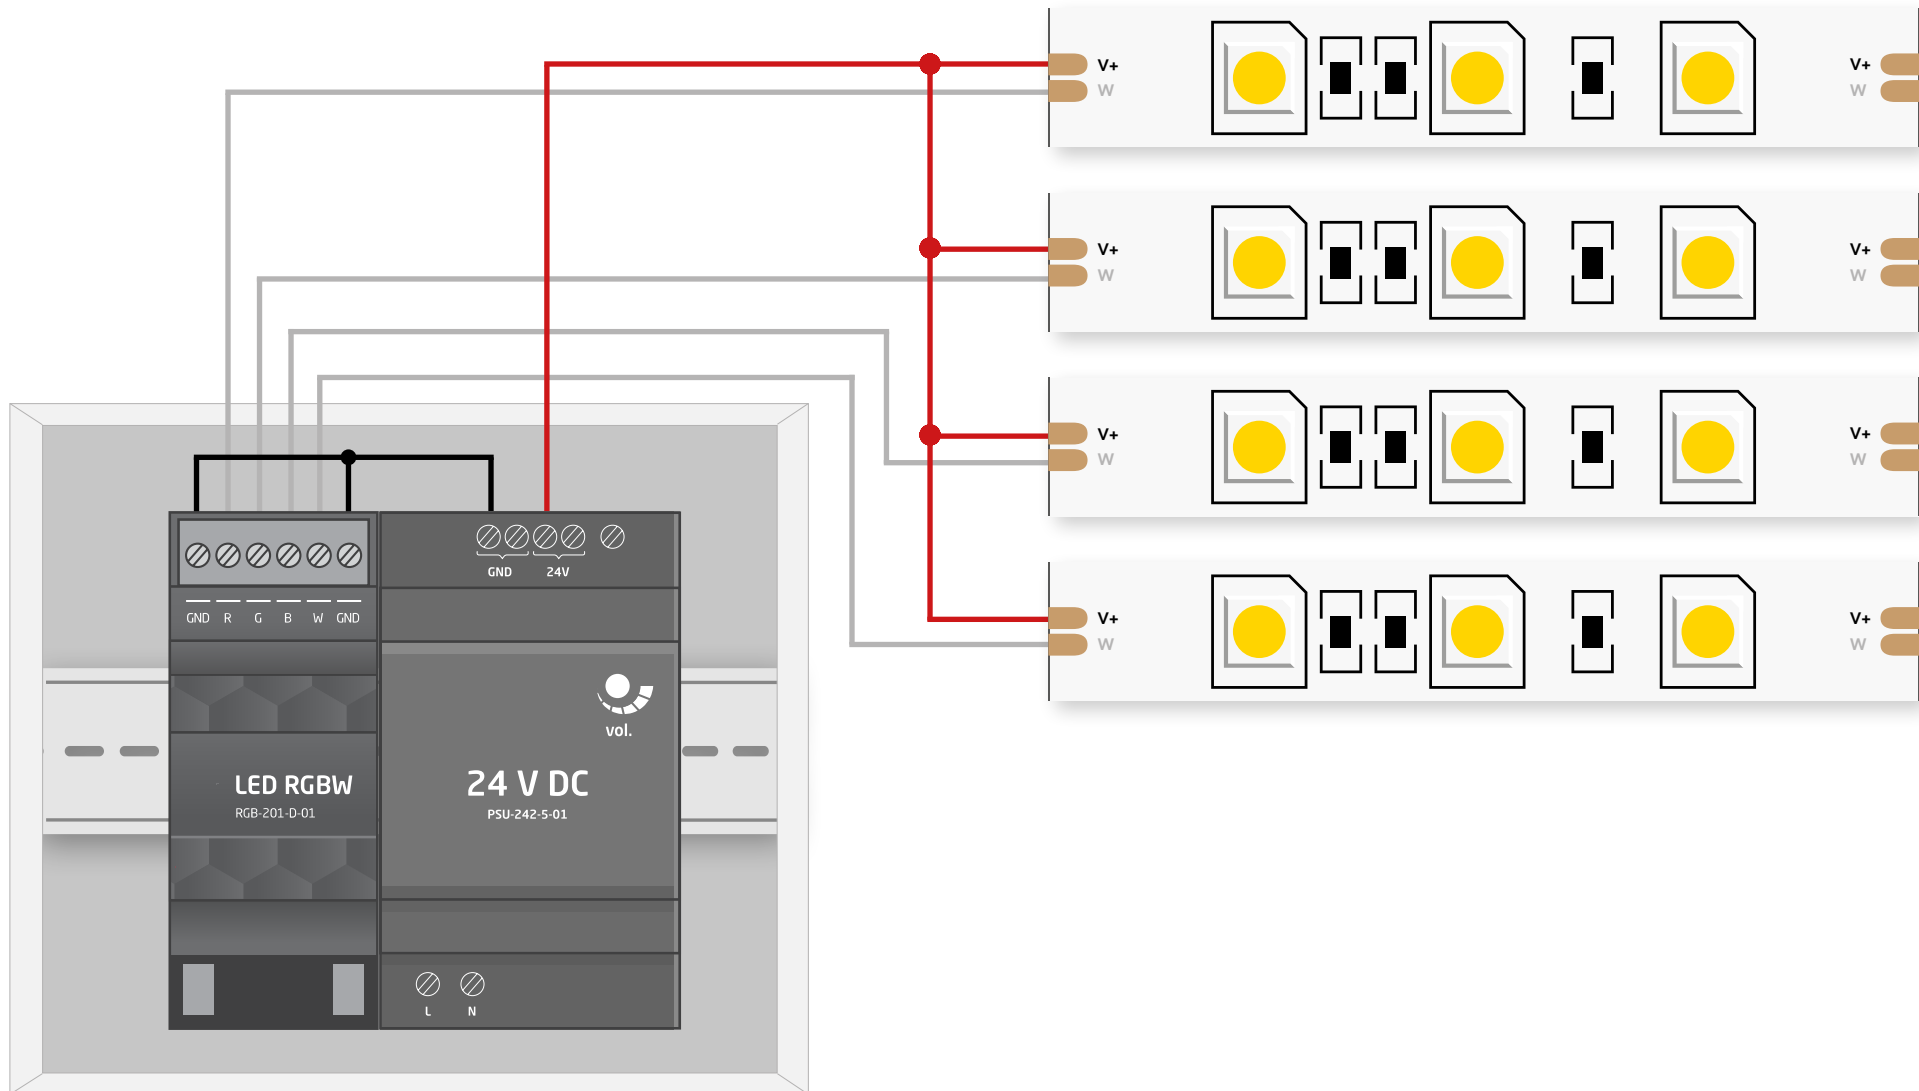 V+ V+
W W
V+ V+
W W
V+ V+
W W
GND 24V
GND R G B W GND
V+ V+
W W
vol.
LED RGBW
RGB-201-D-01
24 V DC
PSU-242-5-01
L N